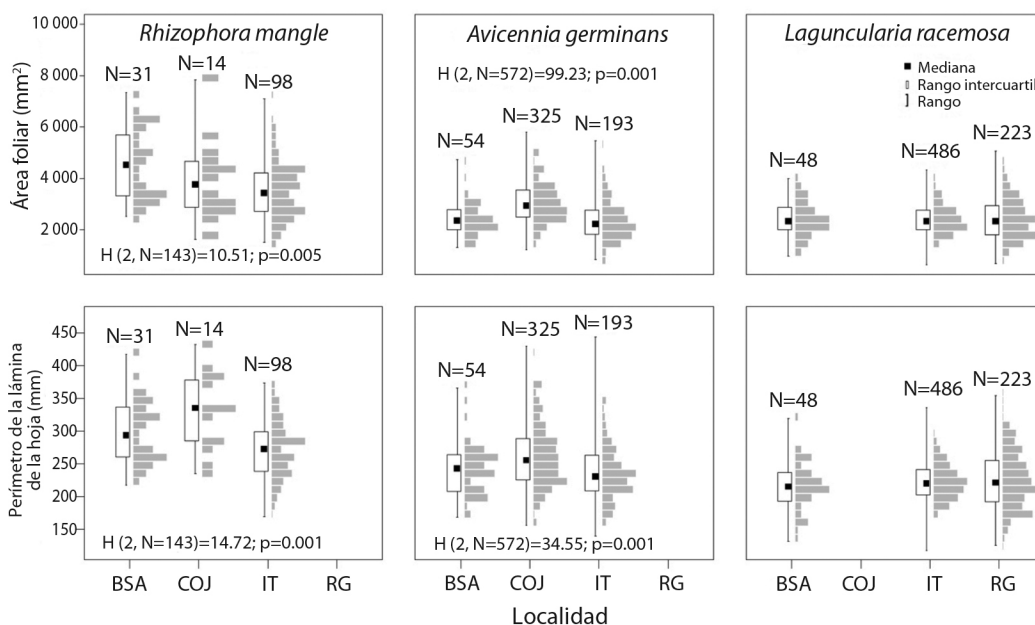 Rhizophora mangle
Avicennia germinans
Laguncularia racemosa
Área foliar (mm²)
10 000
8 000
6 000
4 000
2 000
N=31
N=14
N=98
H (2, N=143)=10.51; p=0.005
H (2, N=572)=99.23; p=0.001
N=54
N=325
N=193
Mediana
Rango intercuartil
Rango
N=48
N=486
N=223
Perímetro de la lámina
de la hoja (mm)
450
400
350
300
250
200
150
N=31
N=14
N=98
H (2, N=143)=14.72; p=0.001
N=54
N=325
N=193
H (2, N=572)=34.55; p=0.001
N=48
N=486
N=223
BSA COJ IT RG
BSA COJ IT RG
BSA COJ IT RG
Localidad